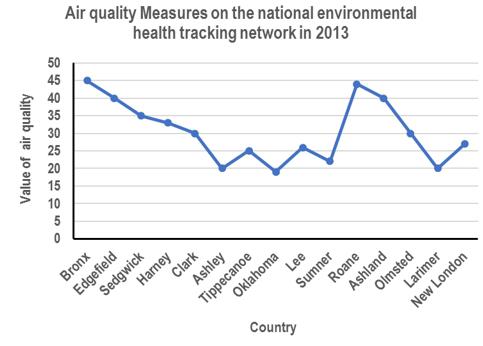 Air quality Measures on the national environmental
health tracking network in 2013
Value of air quality
50
45
40
35
30
25
20
15
10
5
0
Bronx
Edgefield
Sedgwick
Harney
Clark
Ashley
Tippecanoe
Oklahoma
Lee
Sumner
Roane
Ashland
Olmsted
Larimer
New London
Country